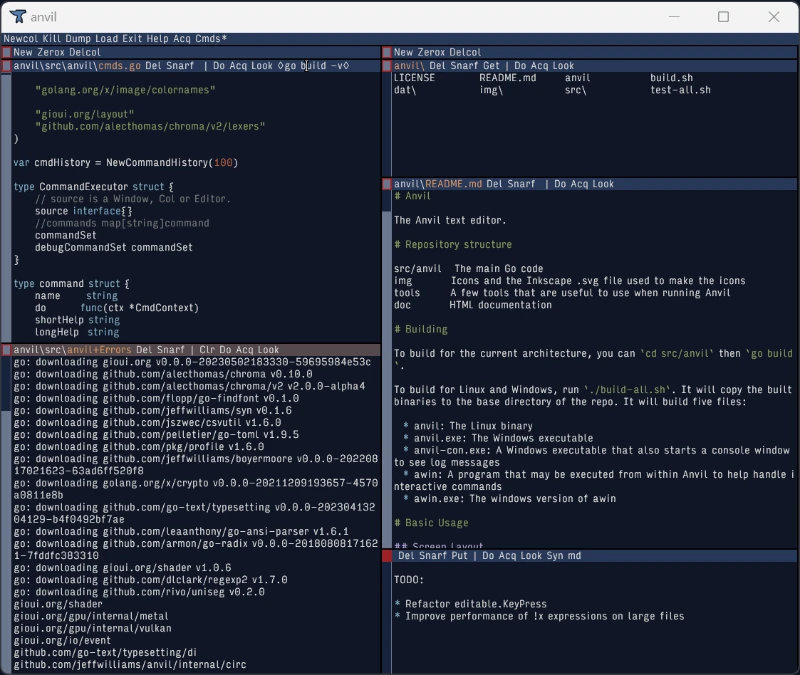 anvil
Newcol Kill Dump Load Exit Help Acq Cmds*
New Zerox Delcol
anvil\src\anvil\cmds.go Del Snarf | Do Acq Look ◊go build -v◊
"golang.org/x/image/colornames"
"gioui.org/layout"
"github.com/alecthomas/chroma/v2/lexers"
)
var cmdHistory = NewCommandHistory(100)
type CommandExecutor struct {
// source is a Window, Col or Editor.
source interface{}
//commands map[string]command
commandSet
debugCommandSet commandSet
}
type command struct {
name string
do func(ctx *CmdContext)
shortHelp string
longHelp string
anvil\src\anvil+Errors Del Snarf | Clr Do Acq Look
go: downloading gioui.org v0.0.0-20230502183330-59695984e53c
go: downloading github.com/alecthomas/chroma v0.10.0
go: downloading github.com/alecthomas/chroma/v2 v2.0.0-alpha4
go: downloading github.com/flopp/go-findfont v0.1.0
go: downloading github.com/jeffwilliams/syn v0.1.6
go: downloading github.com/jszwec/csvutil v1.6.0
go: downloading github.com/pelletier/go-toml v1.9.5
go: downloading github.com/pkg/profile v1.6.0
go: downloading github.com/jeffwilliams/boyermoore v0.0.0-202208
17021623-63ad6ff529f8
go: downloading golang.org/x/crypto v0.0.0-20211209193657-4570
a0811e8b
go: downloading github.com/go-text/typesetting v0.0.0-202304132
04129-b4f0492bf7ae
go: downloading github.com/leaanthony/go-ansi-parser v1.6.1
go: downloading github.com/armon/go-radix v0.0.0-2018080817162
1-7fddfc383310
go: downloading gioui.org/shader v1.0.6
go: downloading github.com/dlclark/regexp2 v1.7.0
go: downloading github.com/rivo/uniseg v0.2.0
gioui.org/shader
gioui.org/gpu/internal/metal
gioui.org/gpu/internal/vulkan
gioui.org/io/event
github.com/go-text/typesetting/di
github.com/jeffwilliams/anvil/internal/circ
New Zerox Delcol
anvil\ Del Snarf Get | Do Acq Look
LICENSE README.md anvil build.sh
dat\ img\ src\ test-all.sh
anvil\README.md Del Snarf | Do Acq Look
# Anvil
The Anvil text editor.
# Repository structure
src/anvil The main Go code
img Icons and the Inkscape .svg file used to make the icons
tools A few tools that are useful to use when running Anvil
doc HTML documentation
# Building
To build for the current architecture, you can `cd src/anvil` then `go build
`.
To build for Linux and Windows, run `./build-all.sh`. It will copy the built
binaries to the base directory of the repo. It will build five files:
* anvil: The Linux binary
* anvil.exe: The Windows executable
* anvil-con.exe: A Windows executable that also starts a console window
to see log messages
* awin: A program that may be executed from within Anvil to help handle i
nteractive commands
* awin.exe: The windows version of awin
# Basic Usage
## Screen Layout
Del Snarf Put | Do Acq Look Syn md
TODO:
* Refactor editable.KeyPress
* Improve performance of !x expressions on large files